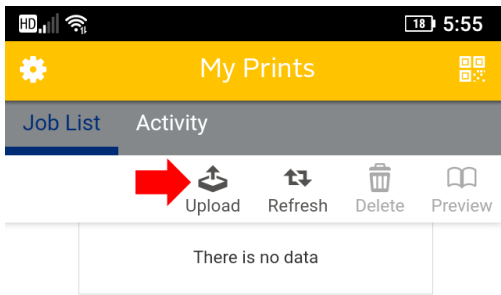 HD 18 5:55
My Prints
Job List Activity
Upload Refresh Delete Preview
There is no data